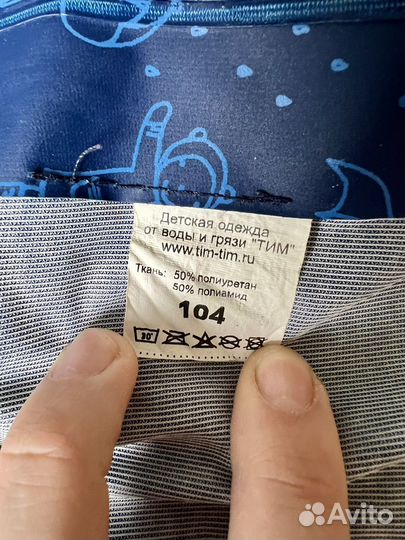 Детская одежда
от воды и грязи "ТИМ"
www.tim-tim.ru
Ткань: 50% полиуретан
50% полиамид
104
Avito